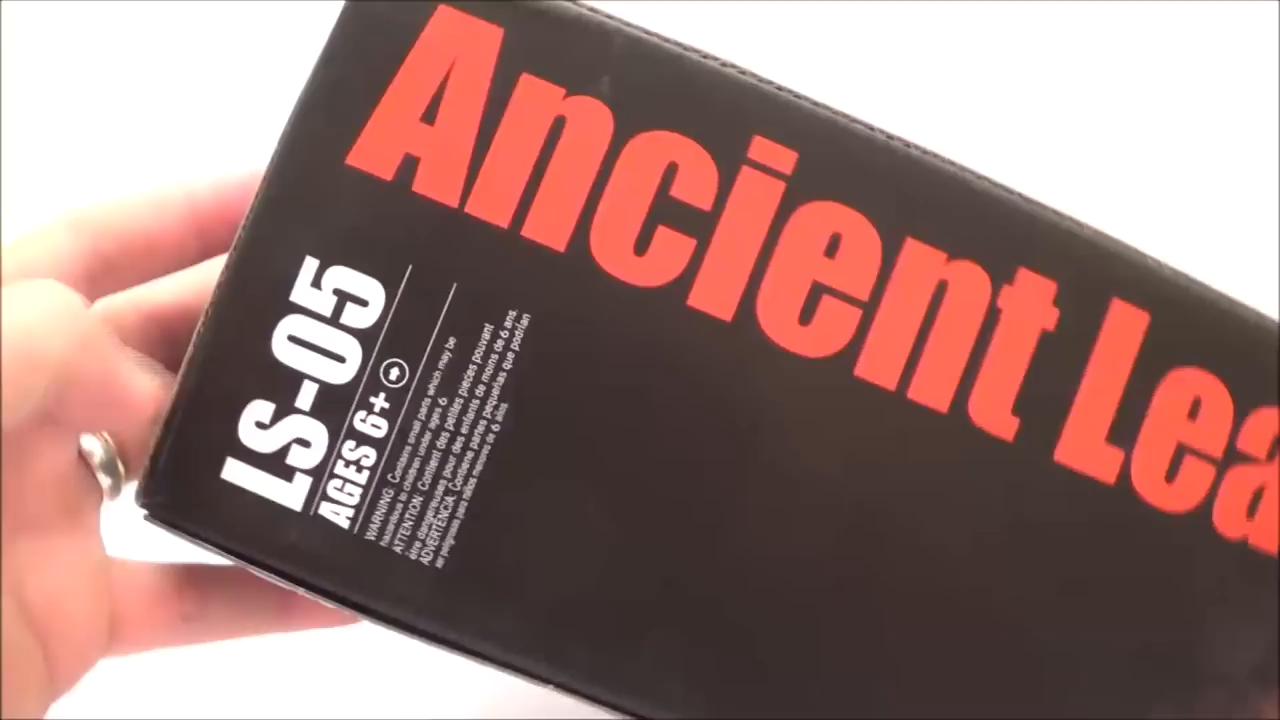 Ancient Lea
LS-05
AGES 6+
WARNING: Contains small parts which may be
hazardous to children under ages 6
ATTENTION: Contient des petites pieces pouvant
être dangereuses pour des enfants de moins de 6 ans.
ADVERTENCIA: Contiene partes pequeñas que podrían
ser peligrosas para niños menores de 6 años